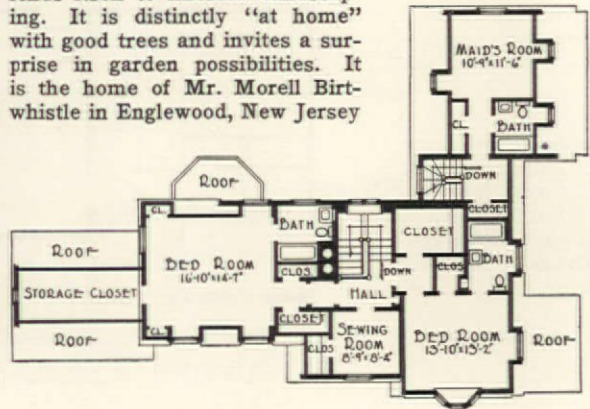 ing. It is distinctly “at home”
with good trees and invites a sur-
prise in garden possibilities. It
is the home of Mr. Morell Birt-
whistle in Englewood, New Jersey
MAID'S ROOM
10'-9"x11'-6"
CL.
BATH
DOWN
CLOSET
ROOF
CL.
BATH
CLOSET
BATH
ROOF
BED ROOM
16'-10"x14'-7"
CLOS
DOWN
CLOS
STORAGE CLOSET
HALL
ROOF
CL.
CLOSET
SEWING
ROOM
8'-9"x8'-4"
CLOS
BED ROOM
13'-10"x13'-2"
ROOF